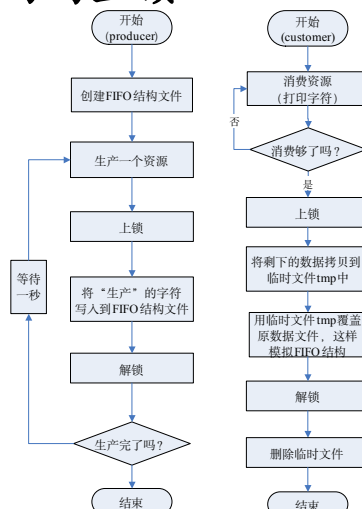 开始
(producer)
创建FIFO结构文件
生产一个资源
上锁
等待
一秒
将“生产”的字符
写入到FIFO结构文件
解锁
生产完了吗？
结束
开始
(customer)
消费资源
（打印字符）
否
消费够了吗？
是
上锁
将剩下的数据拷贝到
临时文件tmp中
用临时文件tmp覆盖
原数据文件，这样
模拟FIFO结构
解锁
删除临时文件
结束